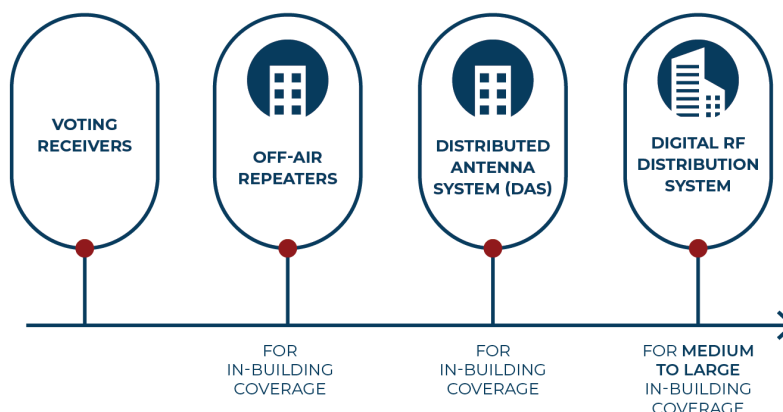 VOTING
RECEIVERS
OFF-AIR
REPEATERS
DISTRIBUTED
ANTENNA
SYSTEM (DAS)
DIGITAL RF
DISTRIBUTION
SYSTEM
FOR
IN-BUILDING
COVERAGE
FOR
IN-BUILDING
COVERAGE
FOR MEDIUM
TO LARGE
IN-BUILDING
COVERAGE